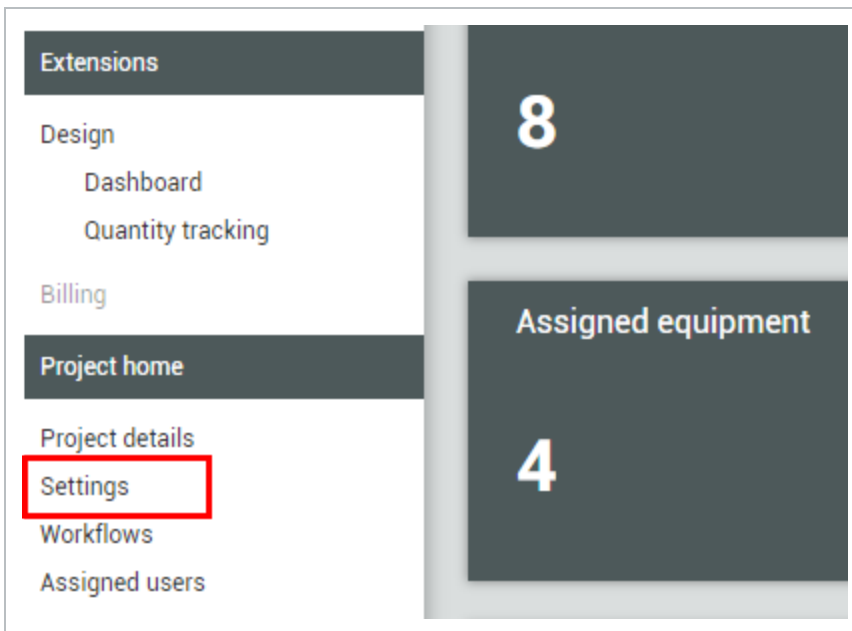 Extensions
Design
Dashboard
Quantity tracking
Billing
Project home
Project details
Settings
Workflows
Assigned users
8
Assigned equipment
4